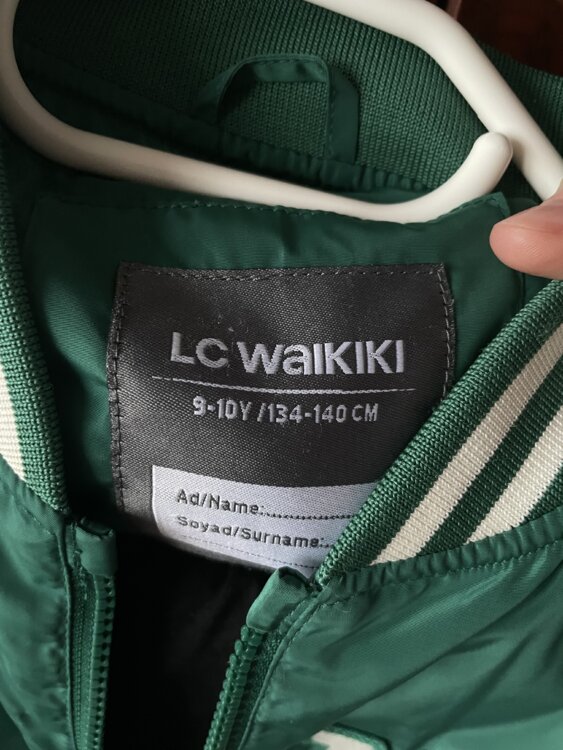 LC WAIKIKI
9-10Y /134-140 CM
Ad/Name:................
Soyad/Surname:..